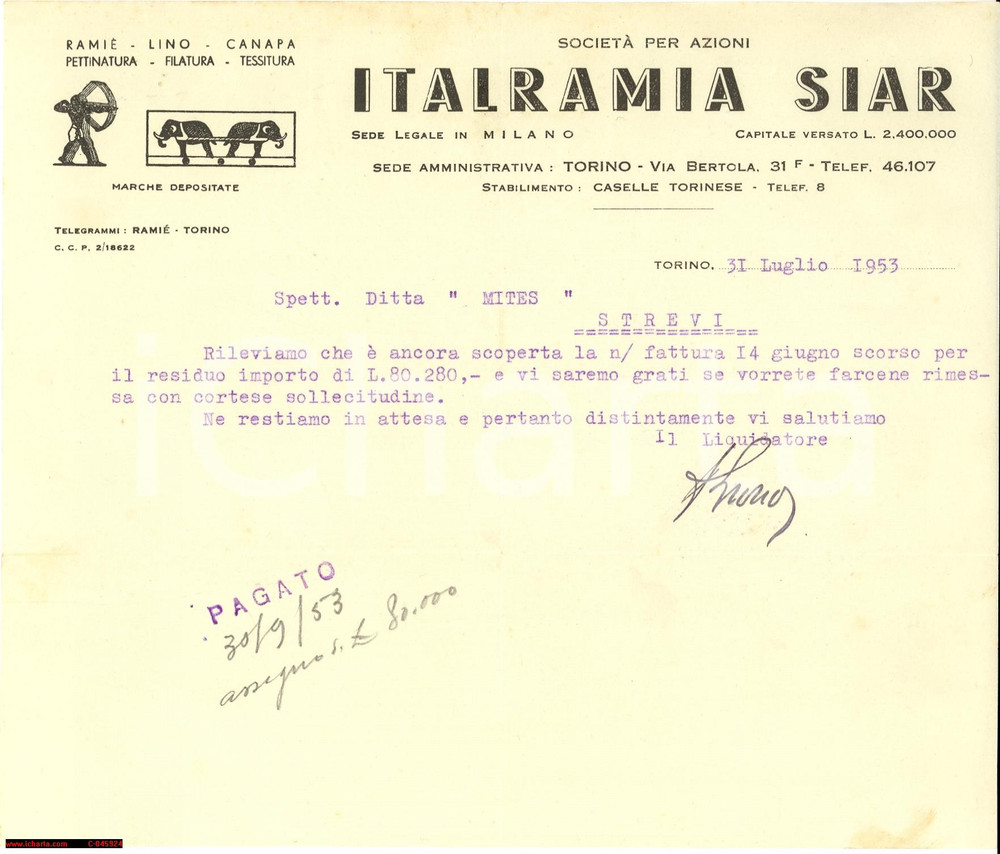 RAMIÈ - LINO - CANAPA
PETTINATURA - FILATURA - TESSITURA
MARCHE DEPOSITATE
TELEGRAMMI : RAMIÉ - TORINO
C. C. P. 2/18622
SOCIETÀ PER AZIONI
ITALRAMIA SIAR
SEDE LEGALE IN MILANO
CAPITALE VERSATO L. 2.400.000
SEDE AMMINISTRATIVA : TORINO - VIA BERTOLA, 31 F - TELEF. 46.107
STABILIMENTO : CASELLE TORINESE - TELEF. 8
TORINO, 31 Luglio 1953
Spett. Ditta " MITES "
S T R E V I
Rileviamo che è ancora scoperta la n/ fattura 14 giugno scorso per
il residuo importo di L.80.280,- e vi saremo grati se vorrete farcene rimes-
sa con cortese sollecitudine.
Ne restiamo in attesa e pertanto distintamente vi salutiamo
Il Liquidatore
PAGATO
30/9/53
assegno d. £ 80.000
icharta
www.icharta.com C-045924